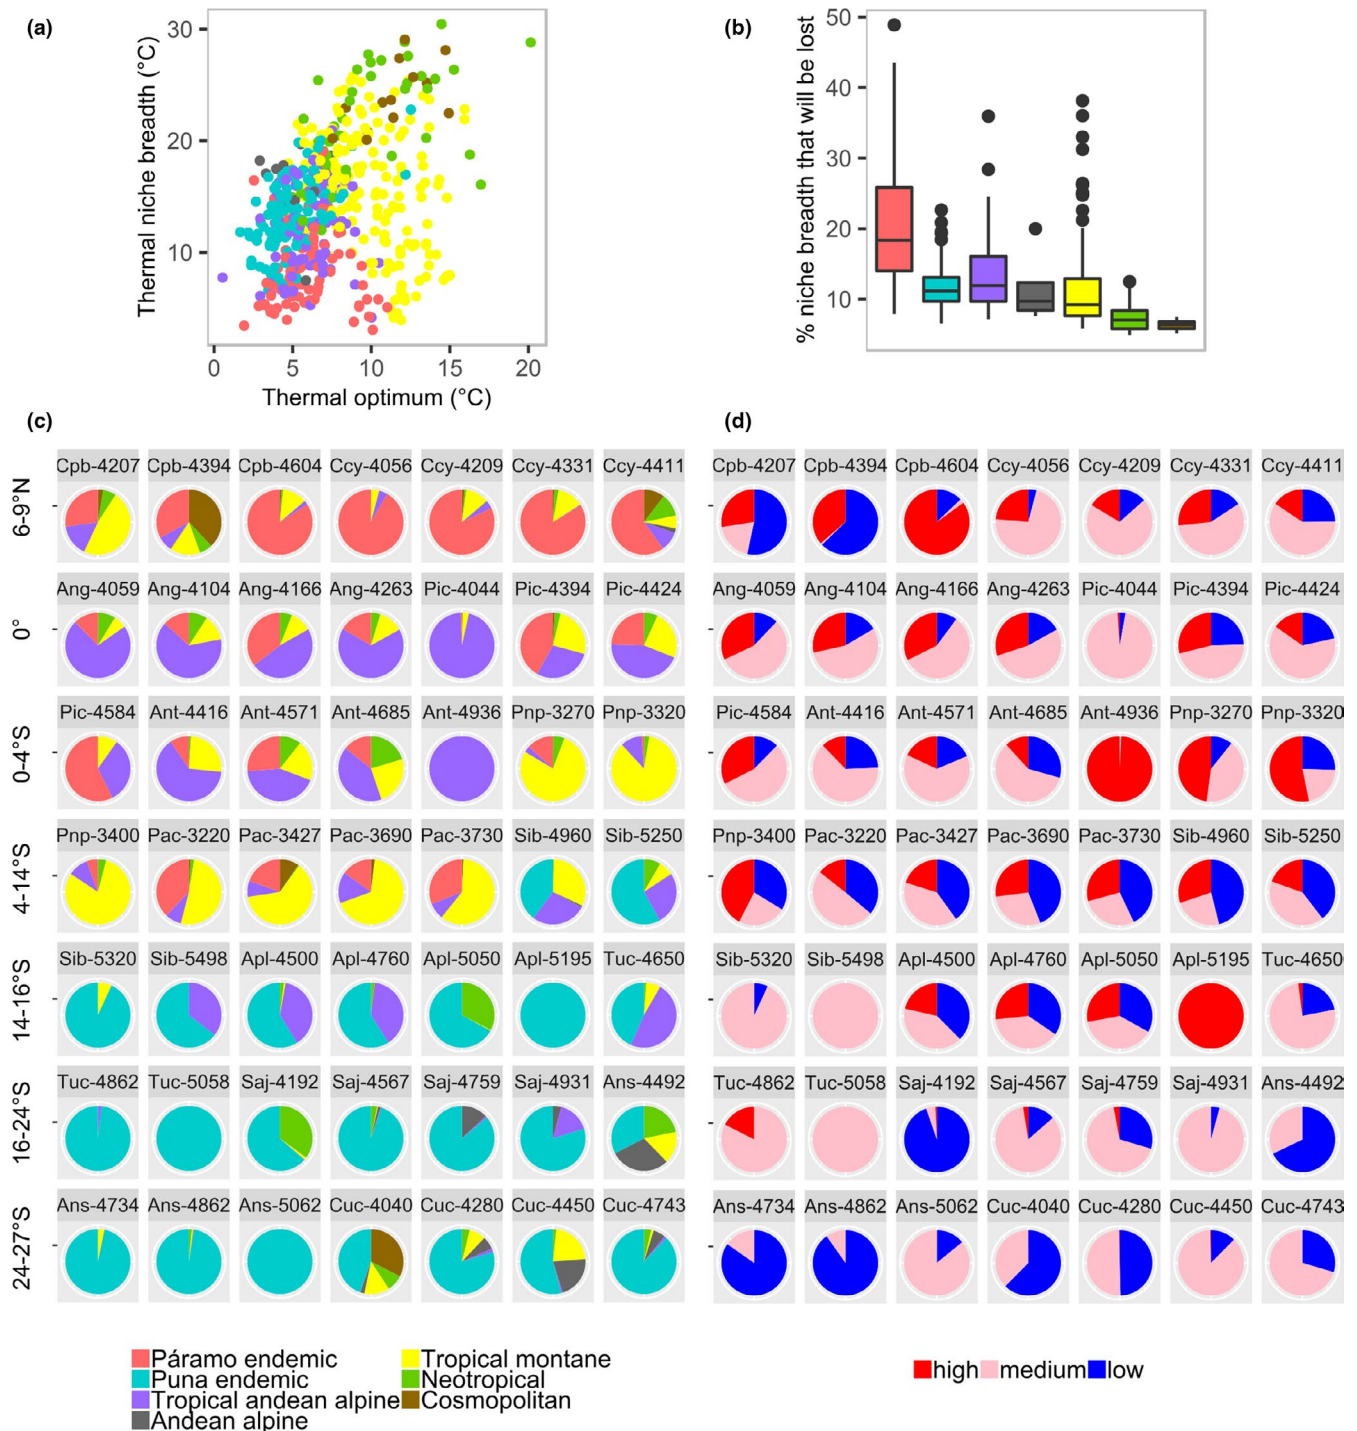 (a)
Thermal niche breadth (°C)
30
20
10
0 5 10 15 20
Thermal optimum (°C)
(b)
% niche breadth that will be lost
50
40
30
20
10
(c)
6-9°N
Cpb-4207 Cpb-4394 Cpb-4604 Ccy-4056 Ccy-4209 Ccy-4331 Ccy-4411
0°
Ang-4059 Ang-4104 Ang-4166 Ang-4263 Pic-4044 Pic-4394 Pic-4424
0-4°S
Pic-4584 Ant-4416 Ant-4571 Ant-4685 Ant-4936 Pnp-3270 Pnp-3320
4-14°S
Pnp-3400 Pac-3220 Pac-3427 Pac-3690 Pac-3730 Sib-4960 Sib-5250
14-16°S
Sib-5320 Sib-5498 Apl-4500 Apl-4760 Apl-5050 Apl-5195 Tuc-4650
16-24°S
Tuc-4862 Tuc-5058 Saj-4192 Saj-4567 Saj-4759 Saj-4931 Ans-4492
24-27°S
Ans-4734 Ans-4862 Ans-5062 Cuc-4040 Cuc-4280 Cuc-4450 Cuc-4743
Páramo endemic
Puna endemic
Tropical andean alpine
Andean alpine
Tropical montane
Neotropical
Cosmopolitan
(d)
Cpb-4207 Cpb-4394 Cpb-4604 Ccy-4056 Ccy-4209 Ccy-4331 Ccy-4411
Ang-4059 Ang-4104 Ang-4166 Ang-4263 Pic-4044 Pic-4394 Pic-4424
Pic-4584 Ant-4416 Ant-4571 Ant-4685 Ant-4936 Pnp-3270 Pnp-3320
Pnp-3400 Pac-3220 Pac-3427 Pac-3690 Pac-3730 Sib-4960 Sib-5250
Sib-5320 Sib-5498 Apl-4500 Apl-4760 Apl-5050 Apl-5195 Tuc-4650
Tuc-4862 Tuc-5058 Saj-4192 Saj-4567 Saj-4759 Saj-4931 Ans-4492
Ans-4734 Ans-4862 Ans-5062 Cuc-4040 Cuc-4280 Cuc-4450 Cuc-4743
high medium low